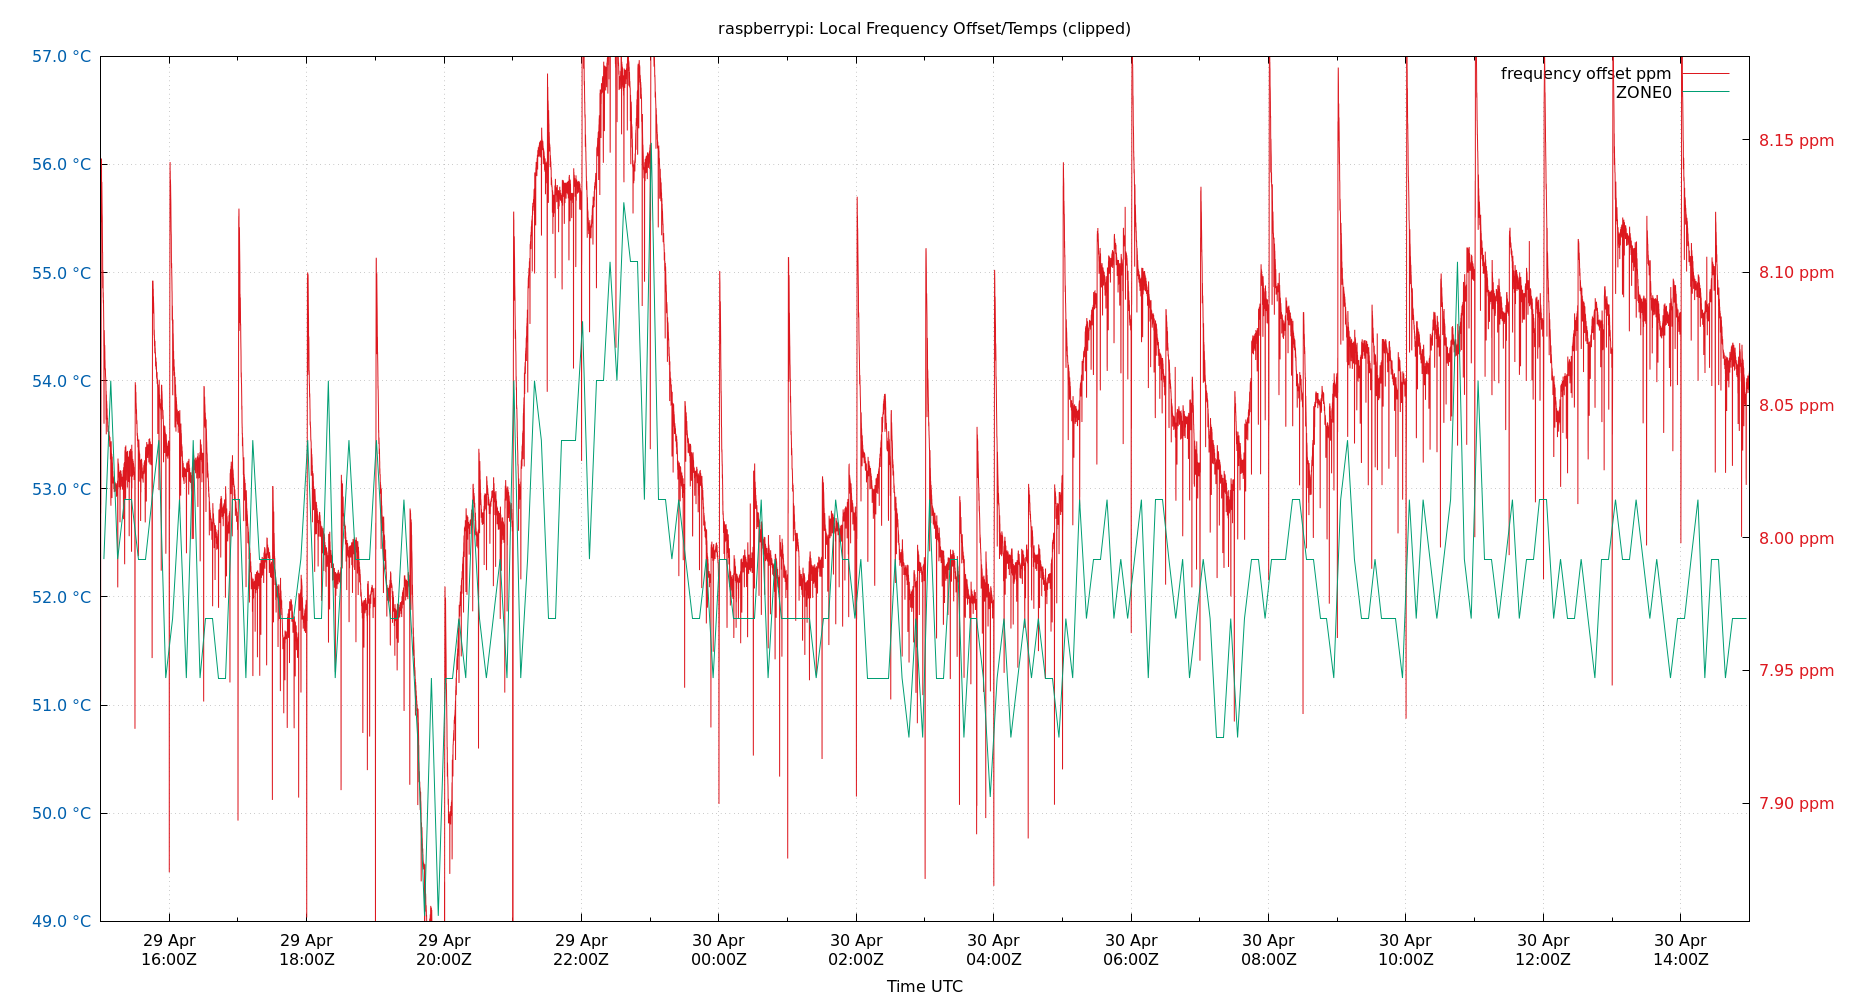 raspberrypi: Local Frequency Offset/Temps (clipped)
57.0 °C
56.0 °C
55.0 °C
54.0 °C
53.0 °C
52.0 °C
51.0 °C
50.0 °C
49.0 °C
frequency offset ppm
ZONE0
8.15 ppm
8.10 ppm
8.05 ppm
8.00 ppm
7.95 ppm
7.90 ppm
29 Apr 29 Apr 29 Apr 29 Apr 30 Apr 30 Apr 30 Apr 30 Apr 30 Apr 30 Apr 30 Apr 30 Apr
16:00Z 18:00Z 20:00Z 22:00Z 00:00Z 02:00Z 04:00Z 06:00Z 08:00Z 10:00Z 12:00Z 14:00Z
Time UTC